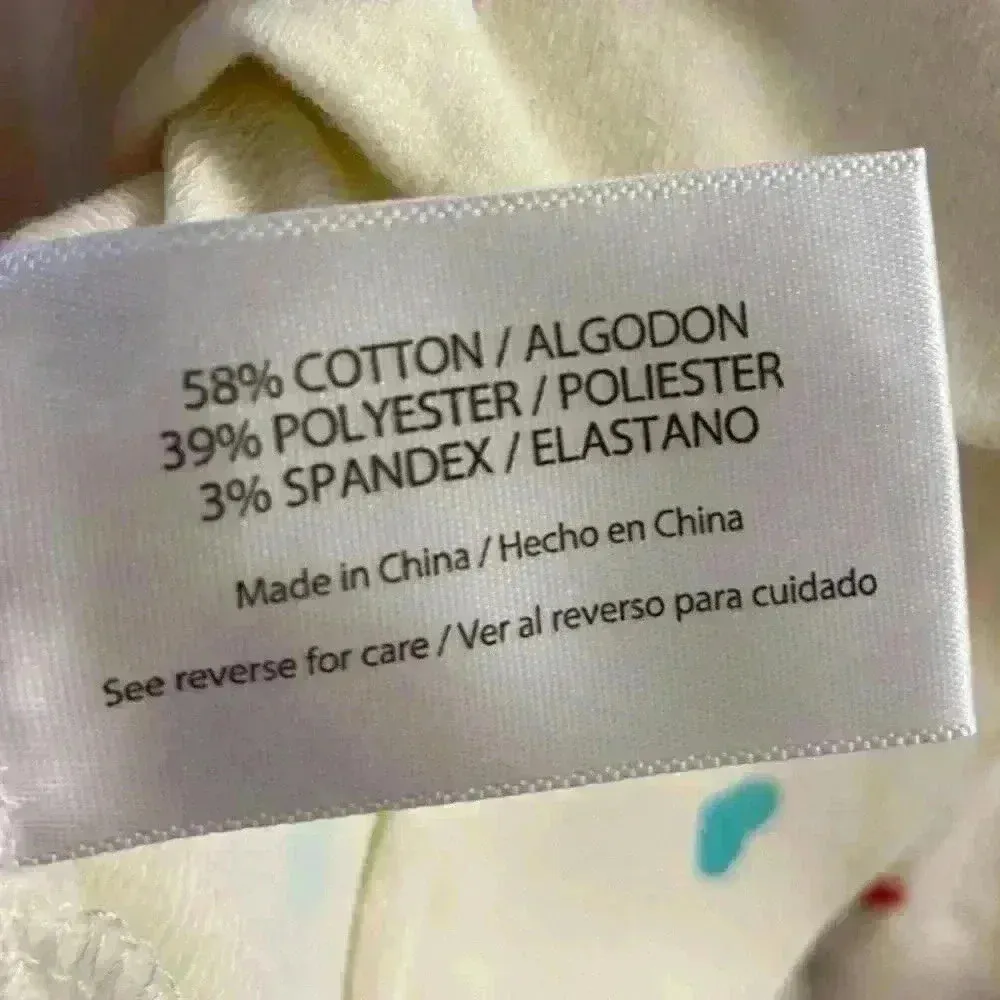 58% COTTON / ALGODON
39% POLYESTER / POLIESTER
3% SPANDEX / ELASTANO
Made in China / Hecho en China
See reverse for care / Ver al reverso para cuidado